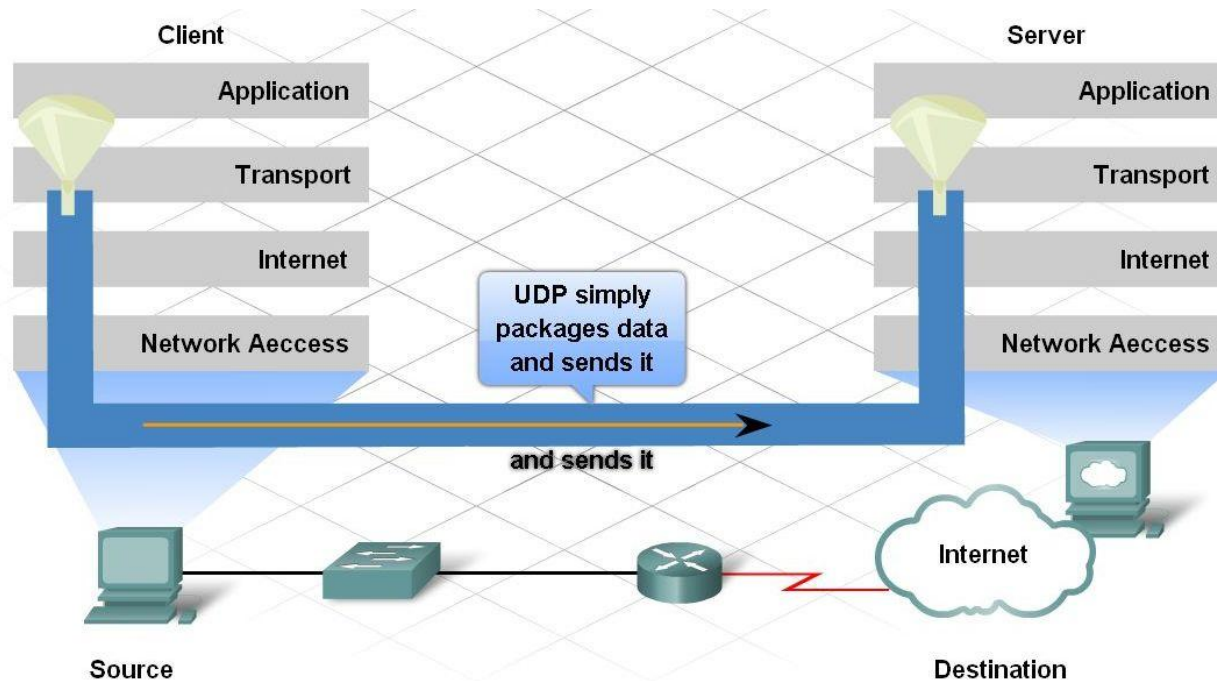 Client
Server
Application
Application
Transport
Transport
Internet
Internet
Network Aeccess
Network Aeccess
UDP simply
packages data
and sends it
and sends it
Internet
Source
Destination